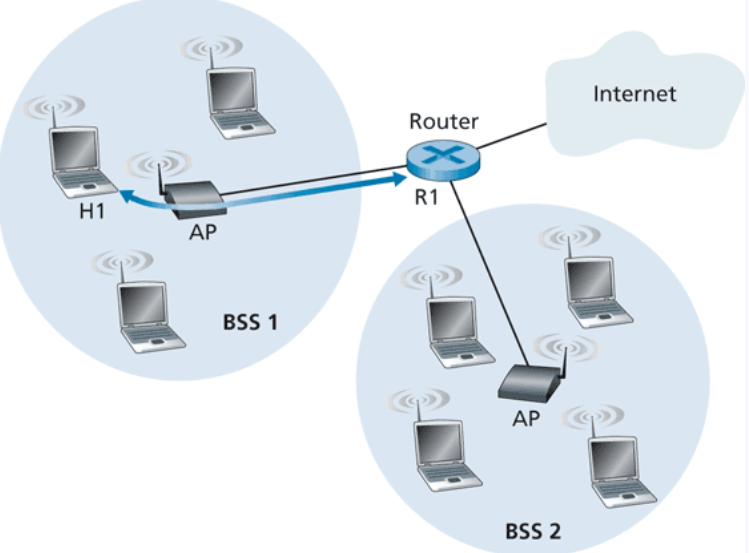 Internet
Router
R1
H1
AP
BSS 1
AP
BSS 2